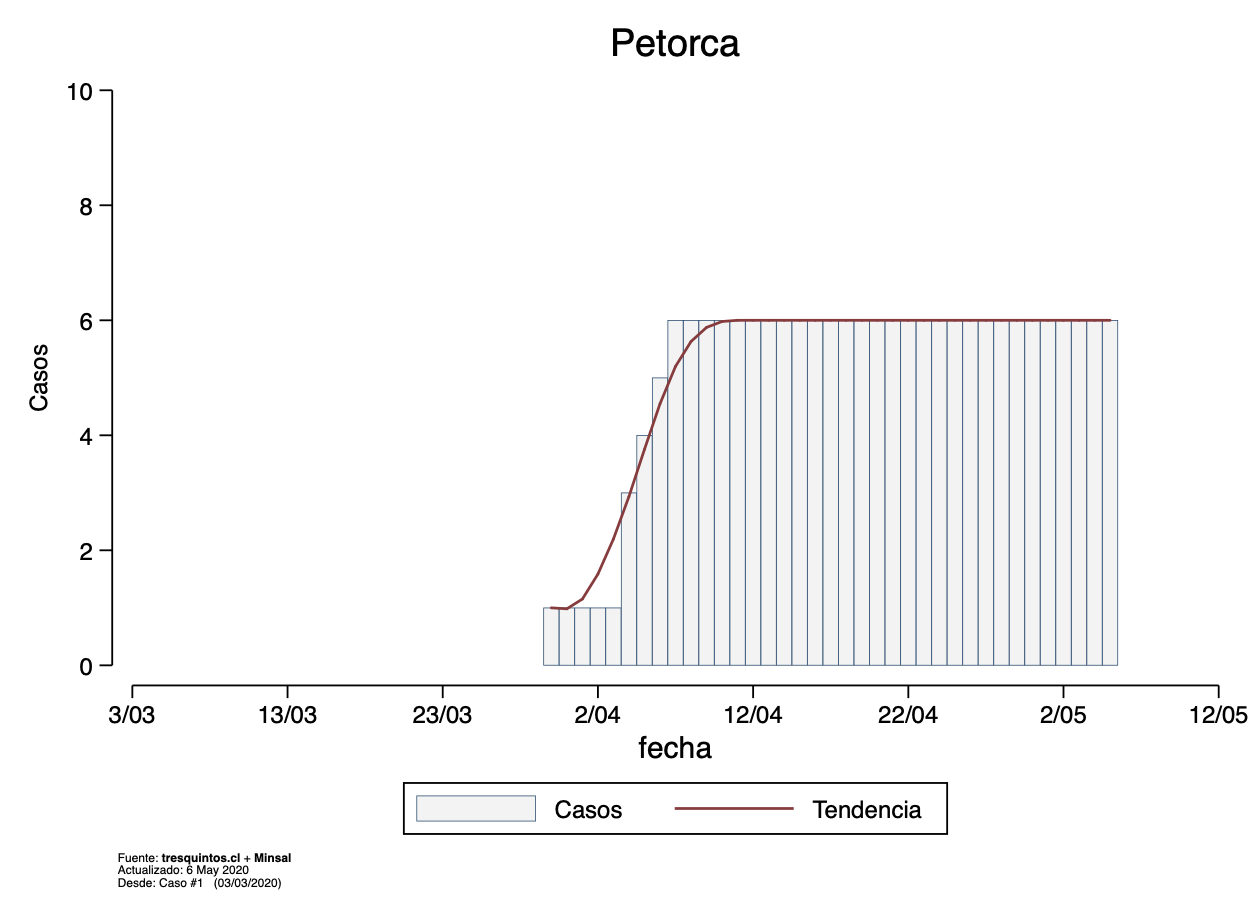 Petorca
10
8
6
4
2
0
Casos
3/03 13/03 23/03 2/04 12/04 22/04 2/05 12/05
fecha
Casos Tendencia
Fuente: tresquintos.cl + Minsal
Actualizado: 6 May 2020
Desde: Caso #1 (03/03/2020)